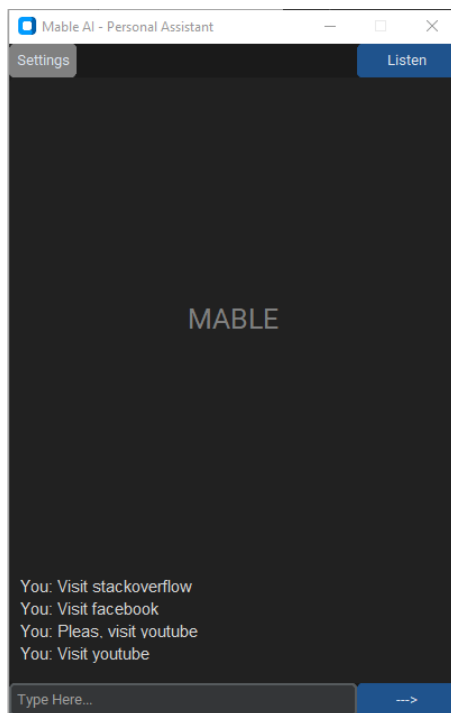 Mable AI - Personal Assistant
Settings
Listen
MABLE
You: Visit stackoverflow
You: Visit facebook
You: Pleas, visit youtube
You: Visit youtube
Type Here...
--->